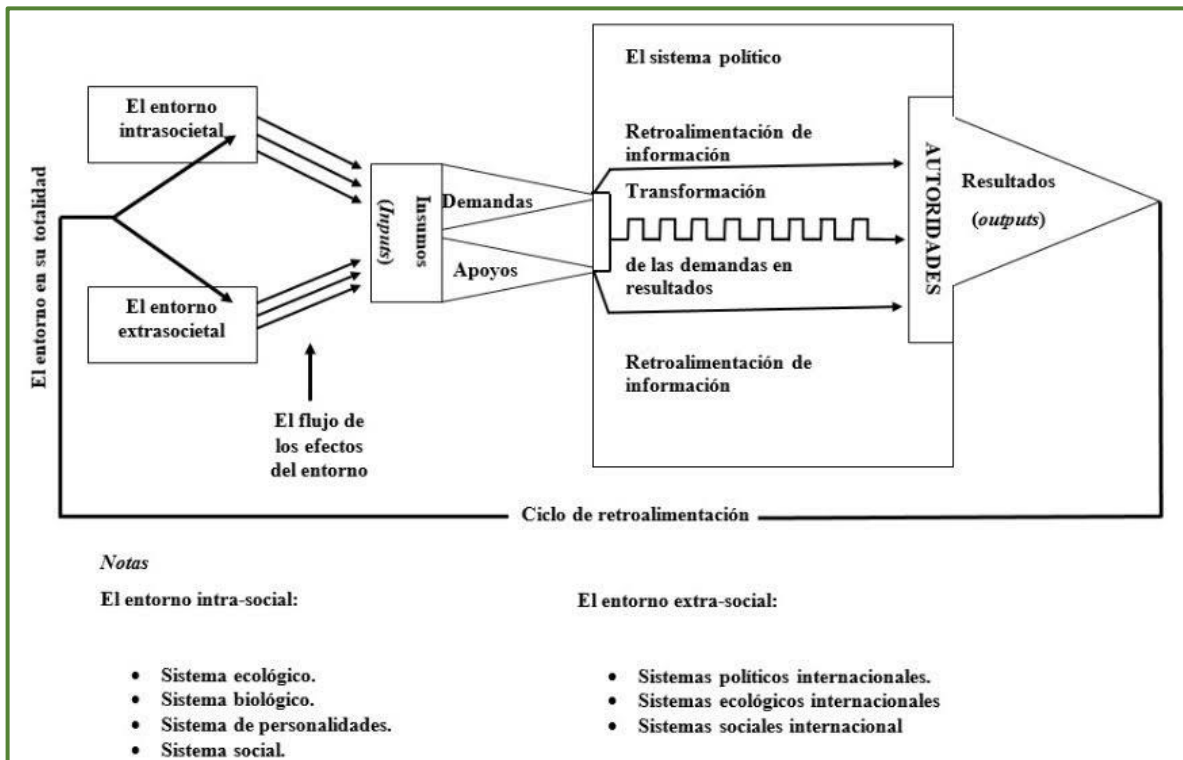 El entorno en su totalidad
El entorno
intrasocietal
El entorno
extrasocietal
El flujo de
los efectos
del entorno
Insumos
(Inputs)
Demandas
Apoyos
El sistema político
Retroalimentación de
información
Transformación
de las demandas en
resultados
Retroalimentación de
información
AUTORIDADES
Resultados
(outputs)
Ciclo de retroalimentación
Notas
El entorno intra-social:
• Sistema ecológico.
• Sistema biológico.
• Sistema de personalidades.
• Sistema social.
El entorno extra-social:
• Sistemas políticos internacionales.
• Sistemas ecológicos internacionales
• Sistemas sociales internacional